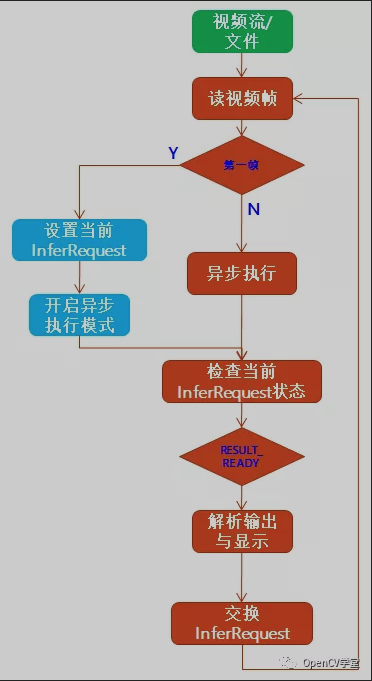 视频流/
文件
读视频帧
第一帧
Y
N
设置当前
InferRequest
异步执行
开启异步
执行模式
检查当前
InferRequest状态
RESULT_
READY
解析输出
与显示
交换
InferRequest
OpenCV学堂